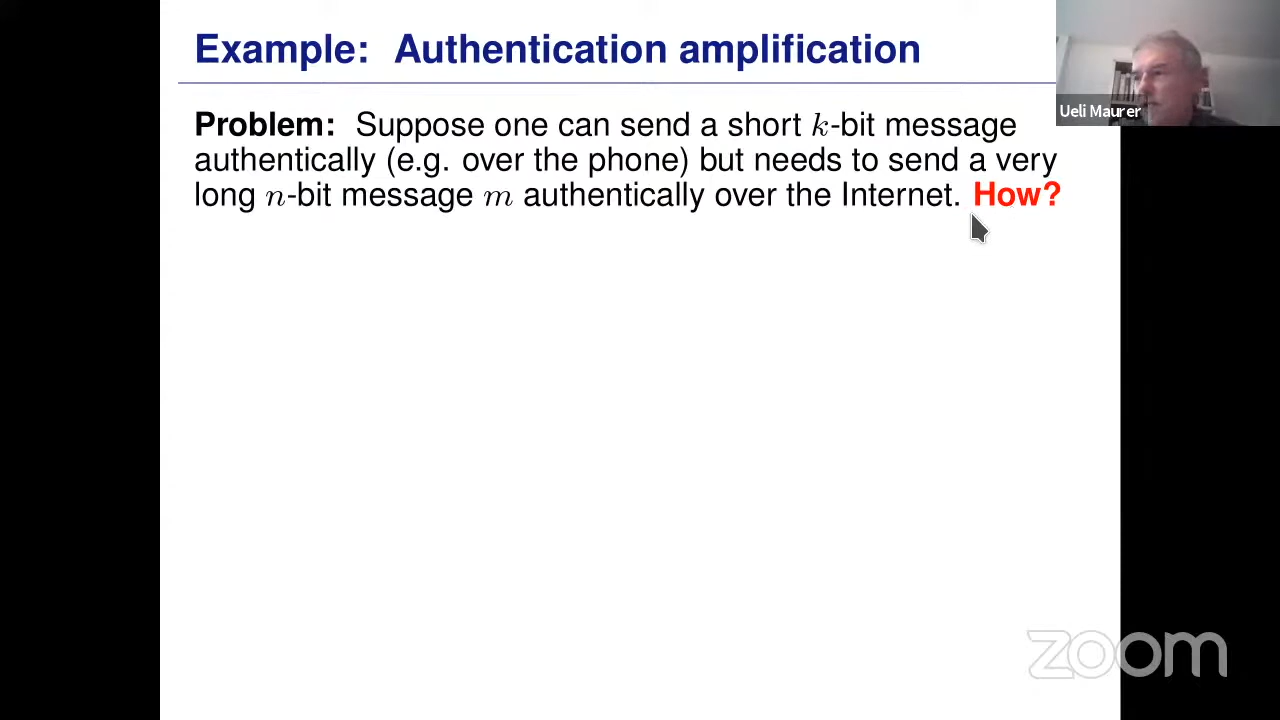 Example: Authentication amplification
Ueli Maurer
Problem: Suppose one can send a short k-bit message
authentically (e.g. over the phone) but needs to send a very
long n-bit message m authentically over the Internet. How?
zoom